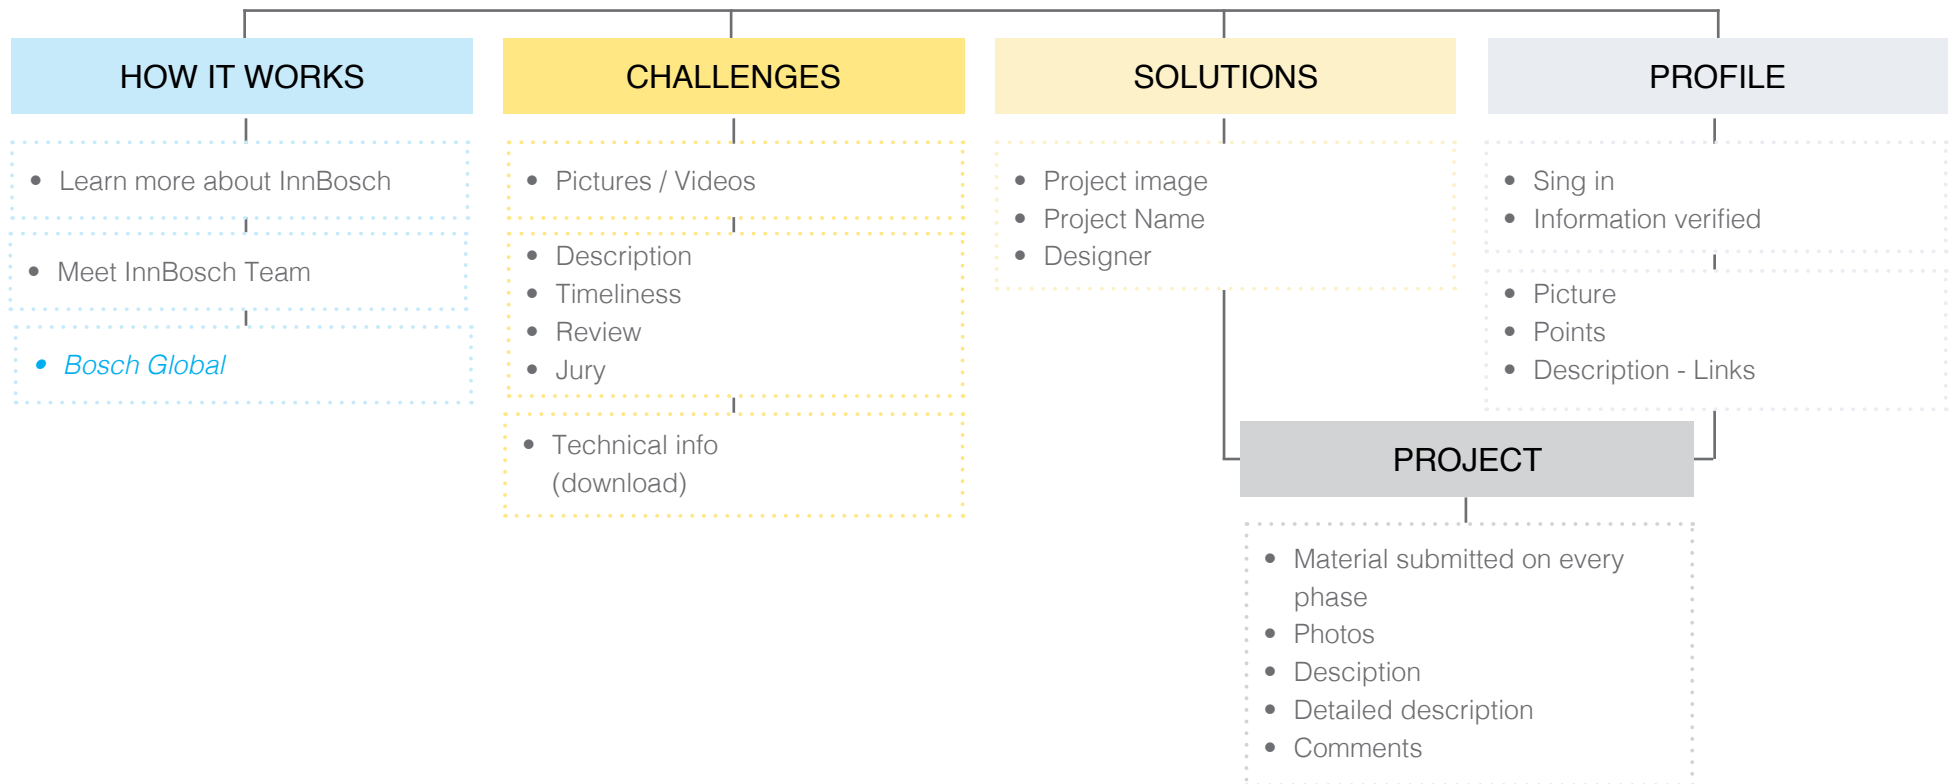 HOW IT WORKS
• Learn more about InnBosch
• Meet InnBosch Team
• Bosch Global
CHALLENGES
• Pictures / Videos
• Description
• Timeliness
• Review
• Jury
• Technical info
(download)
SOLUTIONS
• Project image
• Project Name
• Designer
PROFILE
• Sing in
• Information verified
• Picture
• Points
• Description - Links
PROJECT
• Material submitted on every
phase
• Photos
• Desciption
• Detailed description
• Comments